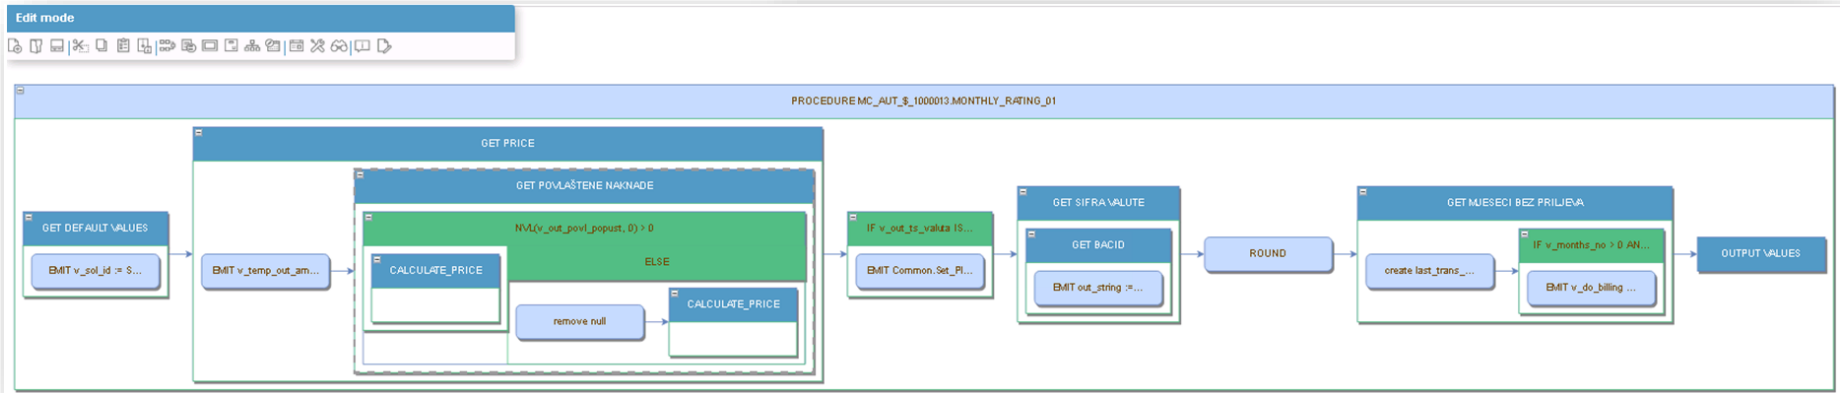 Edit mode
PROCEDURE MC_AUT_$_1000013.MONTHLY_RATING_01
GET DEFAULT VALUES
EMIT v_sol_id := S...
GET PRICE
EMIT v_temp_out_am...
GET POVLAŠTENE NAKNADE
NVL(v_out_povl_popust, 0) > 0
CALCULATE_PRICE
ELSE
remove null
CALCULATE_PRICE
IF v_out_ts_valuta IS...
EMIT Common.Set_Pl...
GET SIFRA VALUTE
GET BACID
EMIT out_string :=...
ROUND
GET MJESECI BEZ PRILJEVA
create last_trans_...
IF v_months_no > 0 AN...
EMIT v_do_billing ...
OUTPUT VALUES